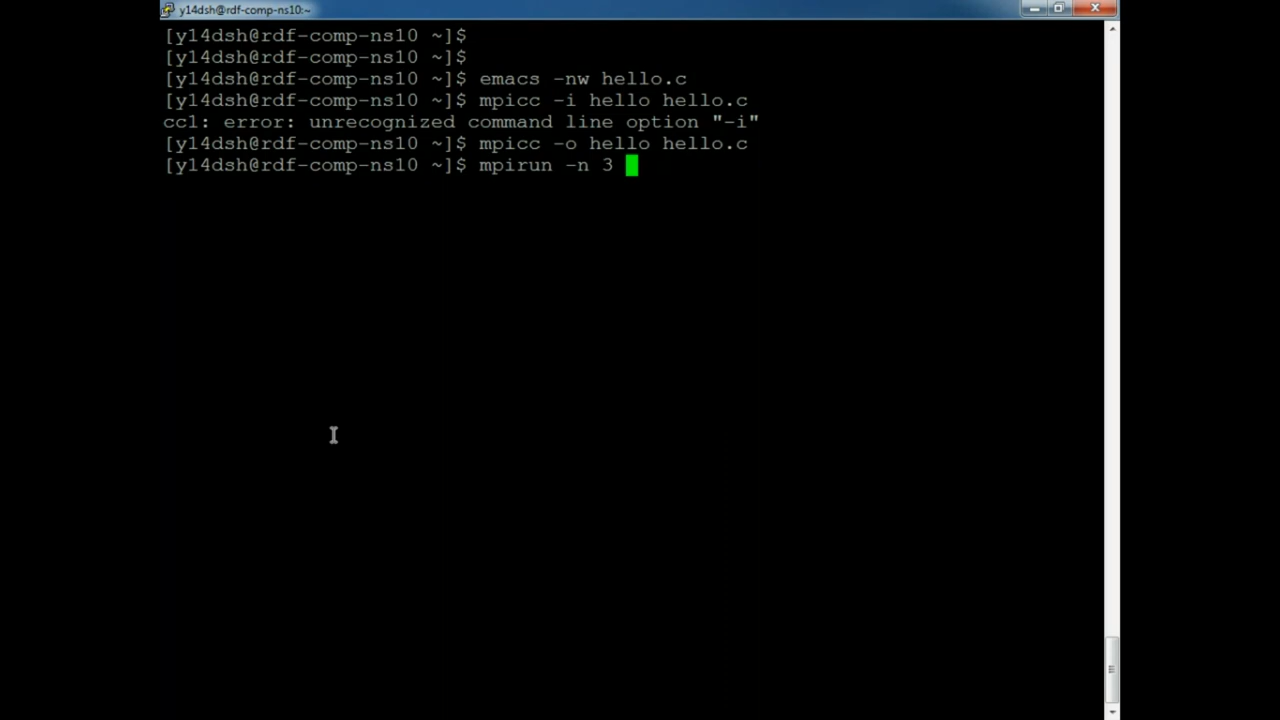 y14dsh@rdf-comp-ns10:~
[y14dsh@rdf-comp-ns10 ~]$
[y14dsh@rdf-comp-ns10 ~]$
[y14dsh@rdf-comp-ns10 ~]$ emacs -nw hello.c
[y14dsh@rdf-comp-ns10 ~]$ mpicc -i hello hello.c
cc1: error: unrecognized command line option "-i"
[y14dsh@rdf-comp-ns10 ~]$ mpicc -o hello hello.c
[y14dsh@rdf-comp-ns10 ~]$ mpirun -n 3